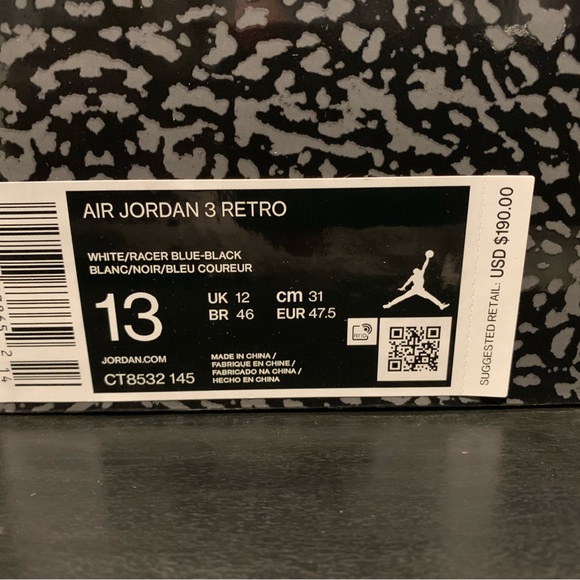 AIR JORDAN 3 RETRO
WHITE/RACER BLUE-BLACK
BLANC/NOIR/BLEU COUREUR
13
UK 12 cm 31
BR 46 EUR 47.5
JORDAN.COM
CT8532 145
MADE IN CHINA /
FABRIQUE EN CHINE /
FABRICADO NA CHINA /
HECHO EN CHINA
SUGGESTED RETAIL: USD $190.00